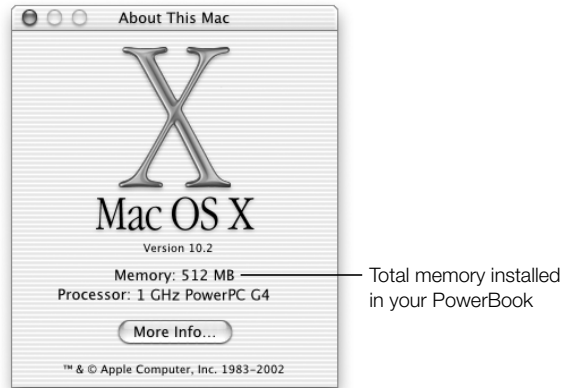 About This Mac
X
Mac OS X
Version 10.2
Memory: 512 MB
Processor: 1 GHz PowerPC G4
More Info...
™ & © Apple Computer, Inc. 1983–2002
Total memory installed
in your PowerBook